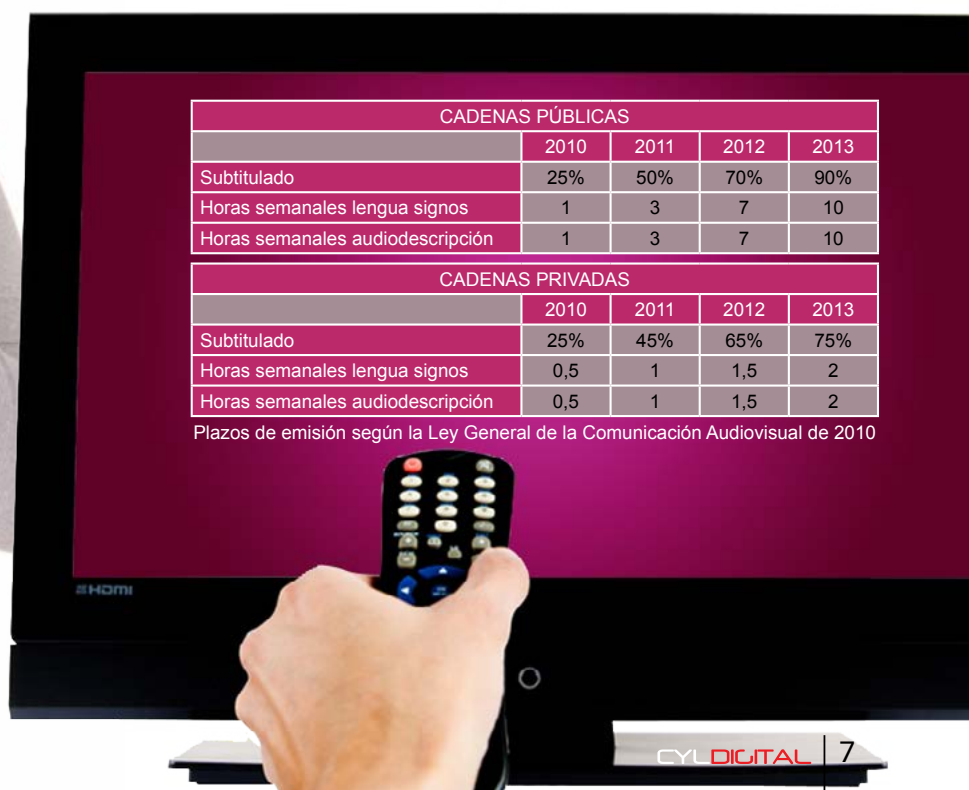 CADENAS PÚBLICAS
2010 2011 2012 2013
Subtitulado 25% 50% 70% 90%
Horas semanales lengua signos 1 3 7 10
Horas semanales audiodescripción 1 3 7 10
CADENAS PRIVADAS
2010 2011 2012 2013
Subtitulado 25% 45% 65% 75%
Horas semanales lengua signos 0,5 1 1,5 2
Horas semanales audiodescripción 0,5 1 1,5 2
Plazos de emisión según la Ley General de la Comunicación Audiovisual de 2010
HDMI
CYLDIGITAL 7